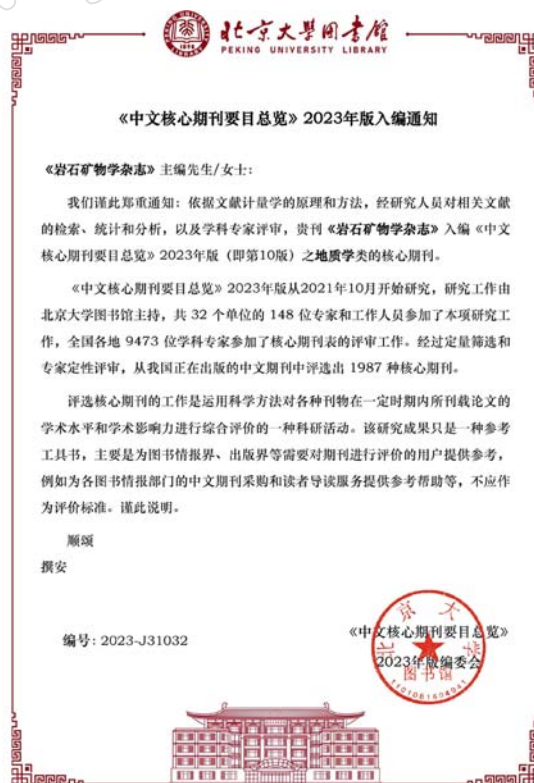 北京大學图書館
PEKING UNIVERSITY LIBRARY
《中文核心期刊要目总览》2023年版入编通知
《岩石矿物学杂志》主编先生/女士：
我们谨此郑重通知：依据文献计量学的原理和方法，经研究人员对相关文献
的检索、统计和分析，以及学科专家评审，贵刊《岩石矿物学杂志》入编《中文
核心期刊要目总览》2023年版（即第10版）之地质学类的核心期刊。
《中文核心期刊要目总览》2023年版从2021年10月开始研究，研究工作由
北京大学图书馆主持，共 32 个单位的 148 位专家和工作人员参加了本项研究工
作，全国各地 9473 位学科专家参加了核心期刊表的评审工作。经过定量筛选和
专家定性评审，从我国正在出版的中文期刊中评选出 1987 种核心期刊。
评选核心期刊的工作是运用科学方法对各种刊物在一定时期内所刊载论文的
学术水平和学术影响力进行综合评价的一种科研活动。该研究成果只是一种参考
工具书，主要是为图书情报界、出版界等需要对期刊进行评价的用户提供参考，
例如为各图书情报部门的中文期刊采购和读者导读服务提供参考帮助等，不应作
为评价标准。谨此说明。
顺颂
撰安
编号：2023-J31032
《中文核心期刊要目总览》
2023年版编委会
北京大学
图书馆
1101081604941